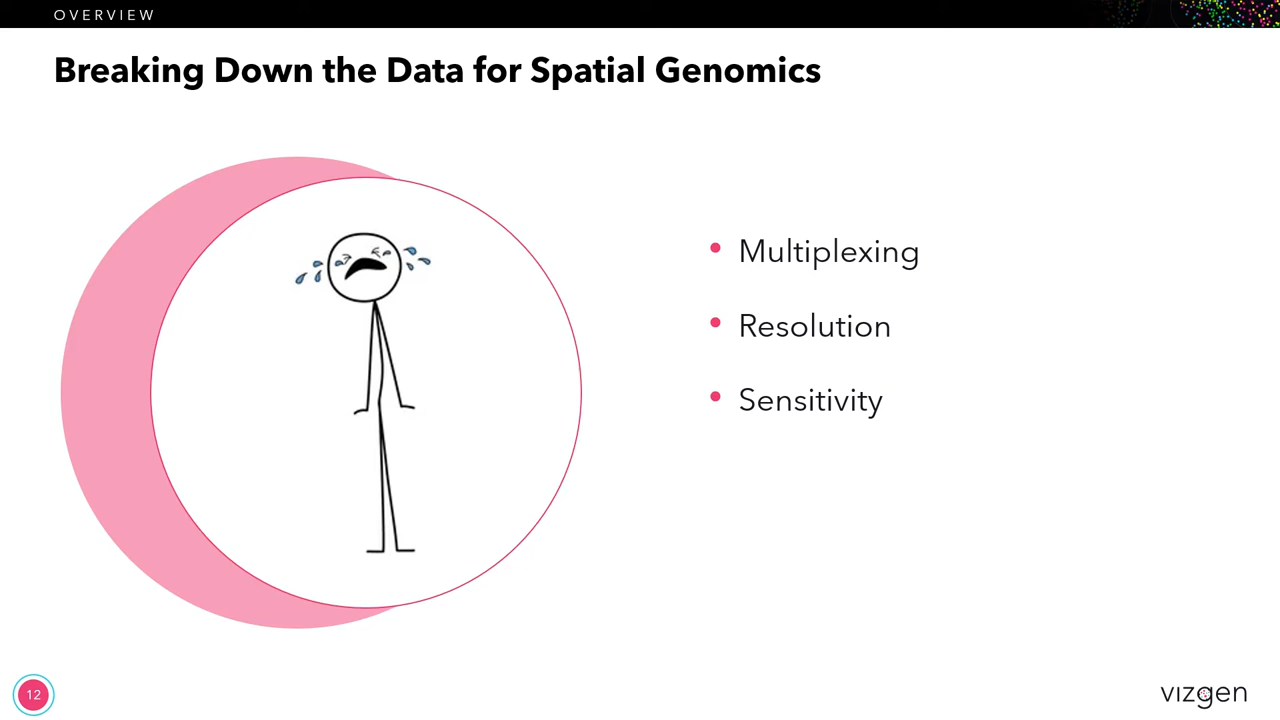 OVERVIEW
Breaking Down the Data for Spatial Genomics
• Multiplexing
• Resolution
• Sensitivity
12
vizgen